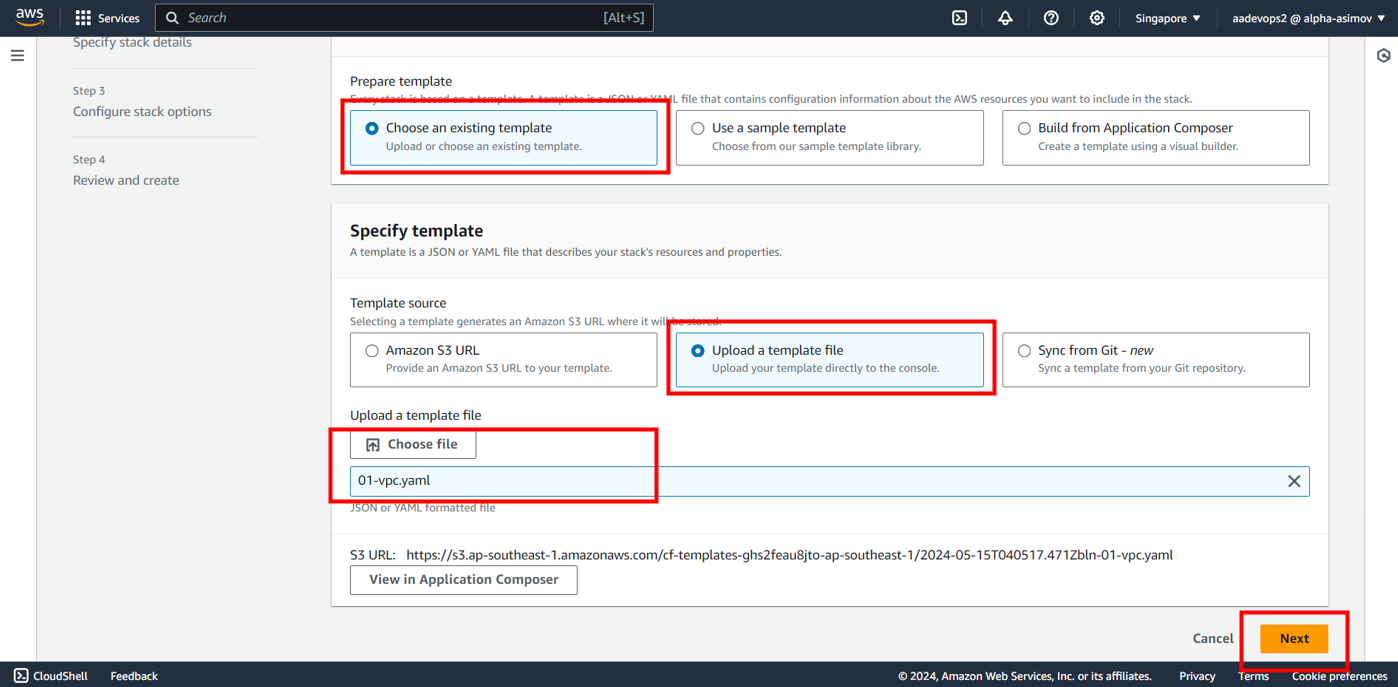 aws
Services
Search
[Alt+S]
Singapore
aadevops2 @ alpha-asimov
Specify stack details
Step 3
Configure stack options
Step 4
Review and create
Prepare template
Every stack is based on a template. A template is a JSON or YAML file that contains configuration information about the AWS resources you want to include in the stack.
Choose an existing template
Upload or choose an existing template.
Use a sample template
Choose from our sample template library.
Build from Application Composer
Create a template using a visual builder.
Specify template
A template is a JSON or YAML file that describes your stack's resources and properties.
Template source
Selecting a template generates an Amazon S3 URL where it will be stored.
Amazon S3 URL
Provide an Amazon S3 URL to your template.
Upload a template file
Upload your template directly to the console.
Sync from Git - new
Sync a template from your Git repository.
Upload a template file
Choose file
01-vpc.yaml
JSON or YAML formatted file
S3 URL: https://s3.ap-southeast-1.amazonaws.com/cf-templates-ghs2feau8jto-ap-southeast-1/2024-05-15T040517.471Zbln-01-vpc.yaml
View in Application Composer
Cancel
Next
CloudShell
Feedback
© 2024, Amazon Web Services, Inc. or its affiliates.
Privacy
Terms
Cookie preferences